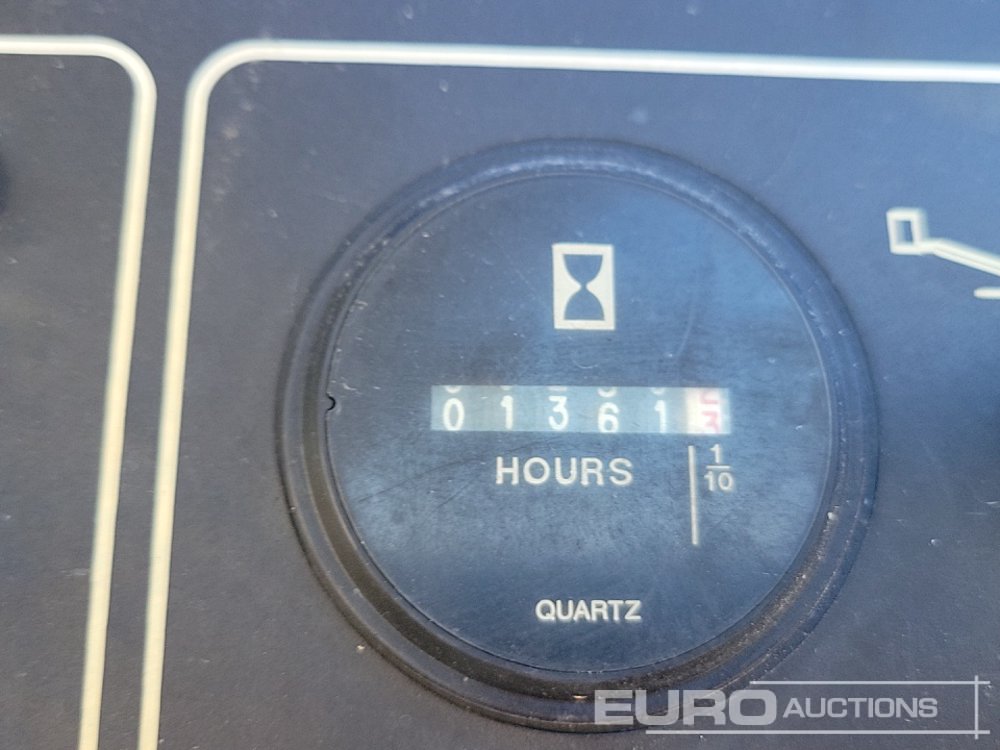 01361
HOURS
1
10
QUARTZ
EURO AUCTIONS